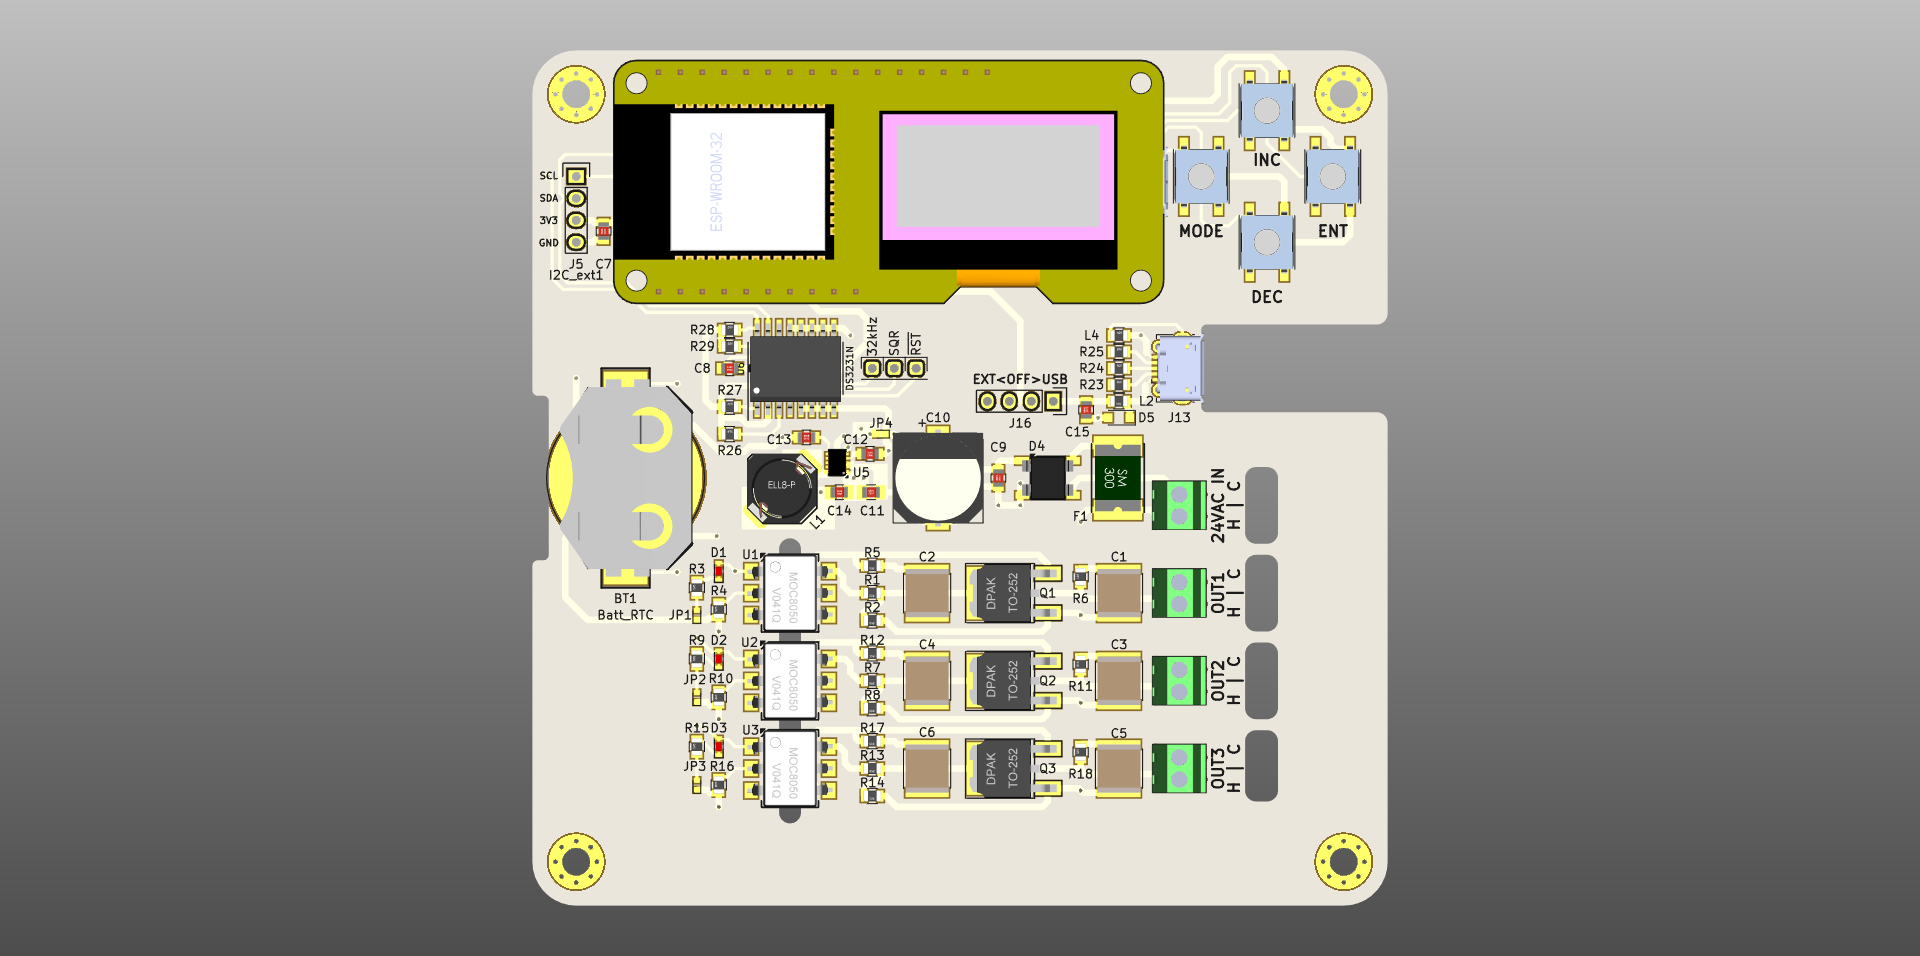 SCL
SDA
3V3
GND
J5 C7
I2C_ext1
ESP-WROOM-32
INC
MODE
ENT
DEC
R28
R29
C8
R27
R26
DS3231N
32kHz
SQR
RST
EXT<OFF>USB
J16
L4
R25
R24
R23
L2
D5
C15
J13
BT1
Batt_RTC
C13
C12
JP4
U5
ELL8-P
L1
C14
C11
+C10
C9
D4
SM
300
F1
24VAC IN
H | C
D1
R3
R4
JP1
U1
MOC8050
V041Q
R5
R1
R2
C2
DPAK
TO-252
Q1
R6
C1
OUT1
H | C
R9
D2
JP2
R10
U2
MOC8050
V041Q
R12
R7
R8
C4
DPAK
TO-252
Q2
R11
C3
OUT2
H | C
R15
D3
JP3
R16
U3
MOC8050
V041Q
R17
R13
R14
C6
DPAK
TO-252
Q3
R18
C5
OUT3
H | C